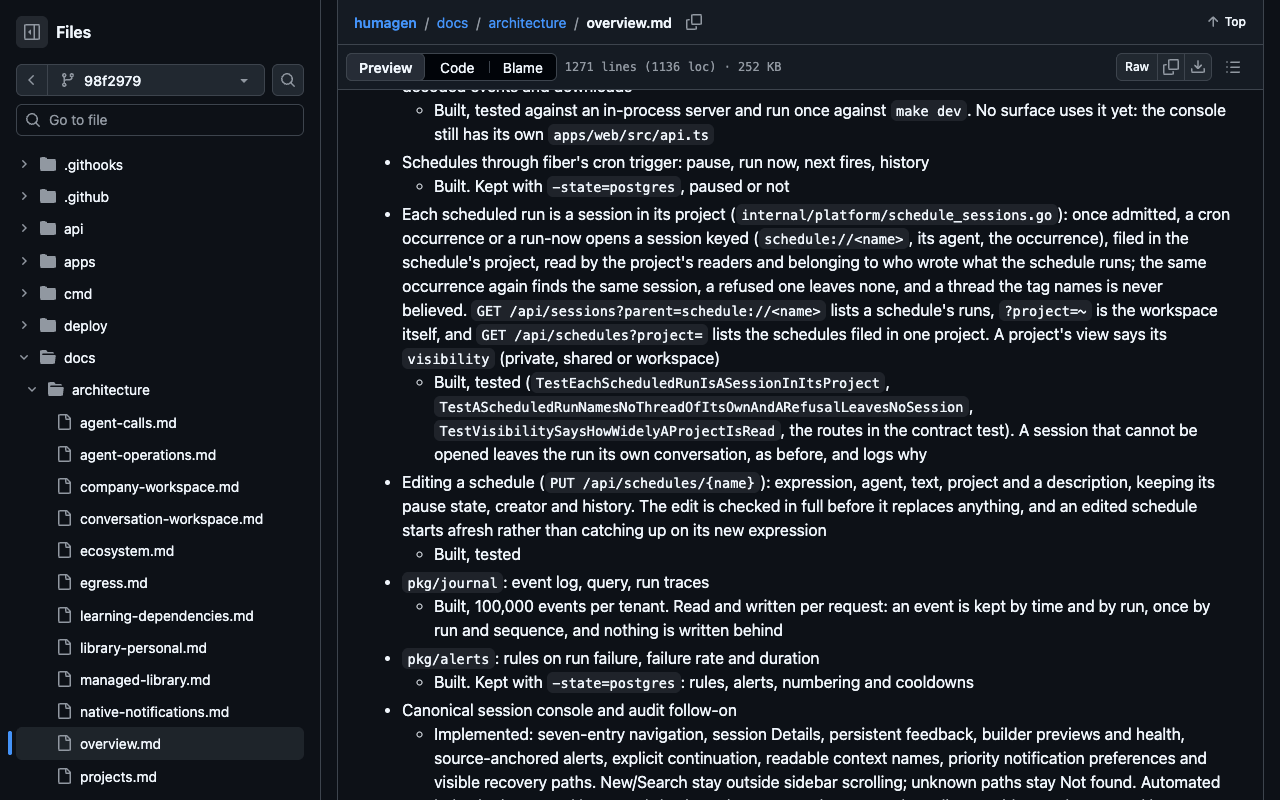 Files
98f2979
Go to file
.githooks
.github
api
apps
cmd
deploy
docs
architecture
agent-calls.md
agent-operations.md
company-workspace.md
conversation-workspace.md
ecosystem.md
egress.md
learning-dependencies.md
library-personal.md
managed-library.md
native-notifications.md
overview.md
projects.md
humagen / docs / architecture / overview.md
Top
Preview Code Blame 1271 lines (1136 loc) · 252 KB
Raw
decoded events and downloads
Built, tested against an in-process server and run once against make dev. No surface uses it yet: the console
still has its own apps/web/src/api.ts
Schedules through fiber's cron trigger: pause, run now, next fires, history
Built. Kept with -state=postgres, paused or not
Each scheduled run is a session in its project (internal/platform/schedule_sessions.go): once admitted, a cron
occurrence or a run-now opens a session keyed (schedule://<name>, its agent, the occurrence), filed in the
schedule's project, read by the project's readers and belonging to who wrote what the schedule runs; the same
occurrence again finds the same session, a refused one leaves none, and a thread the tag names is never
believed. GET /api/sessions?parent=schedule://<name> lists a schedule's runs, ?project=~ is the workspace
itself, and GET /api/schedules?project= lists the schedules filed in one project. A project's view says its
visibility (private, shared or workspace)
Built, tested (TestEachScheduledRunIsASessionInItsProject,
TestAScheduledRunNamesNoThreadOfItsOwnAndARefusalLeavesNoSession,
TestVisibilitySaysHowWidelyAProjectIsRead, the routes in the contract test). A session that cannot be
opened leaves the run its own conversation, as before, and logs why
Editing a schedule (PUT /api/schedules/{name}): expression, agent, text, project and a description, keeping its
pause state, creator and history. The edit is checked in full before it replaces anything, and an edited schedule
starts afresh rather than catching up on its new expression
Built, tested
pkg/journal: event log, query, run traces
Built, 100,000 events per tenant. Read and written per request: an event is kept by time and by run, once by
run and sequence, and nothing is written behind
pkg/alerts: rules on run failure, failure rate and duration
Built. Kept with -state=postgres: rules, alerts, numbering and cooldowns
Canonical session console and audit follow-on
Implemented: seven-entry navigation, session Details, persistent feedback, builder previews and health,
source-anchored alerts, explicit continuation, readable context names, priority notification preferences and
visible recovery paths. New/Search stay outside sidebar scrolling; unknown paths stay Not found. Automated